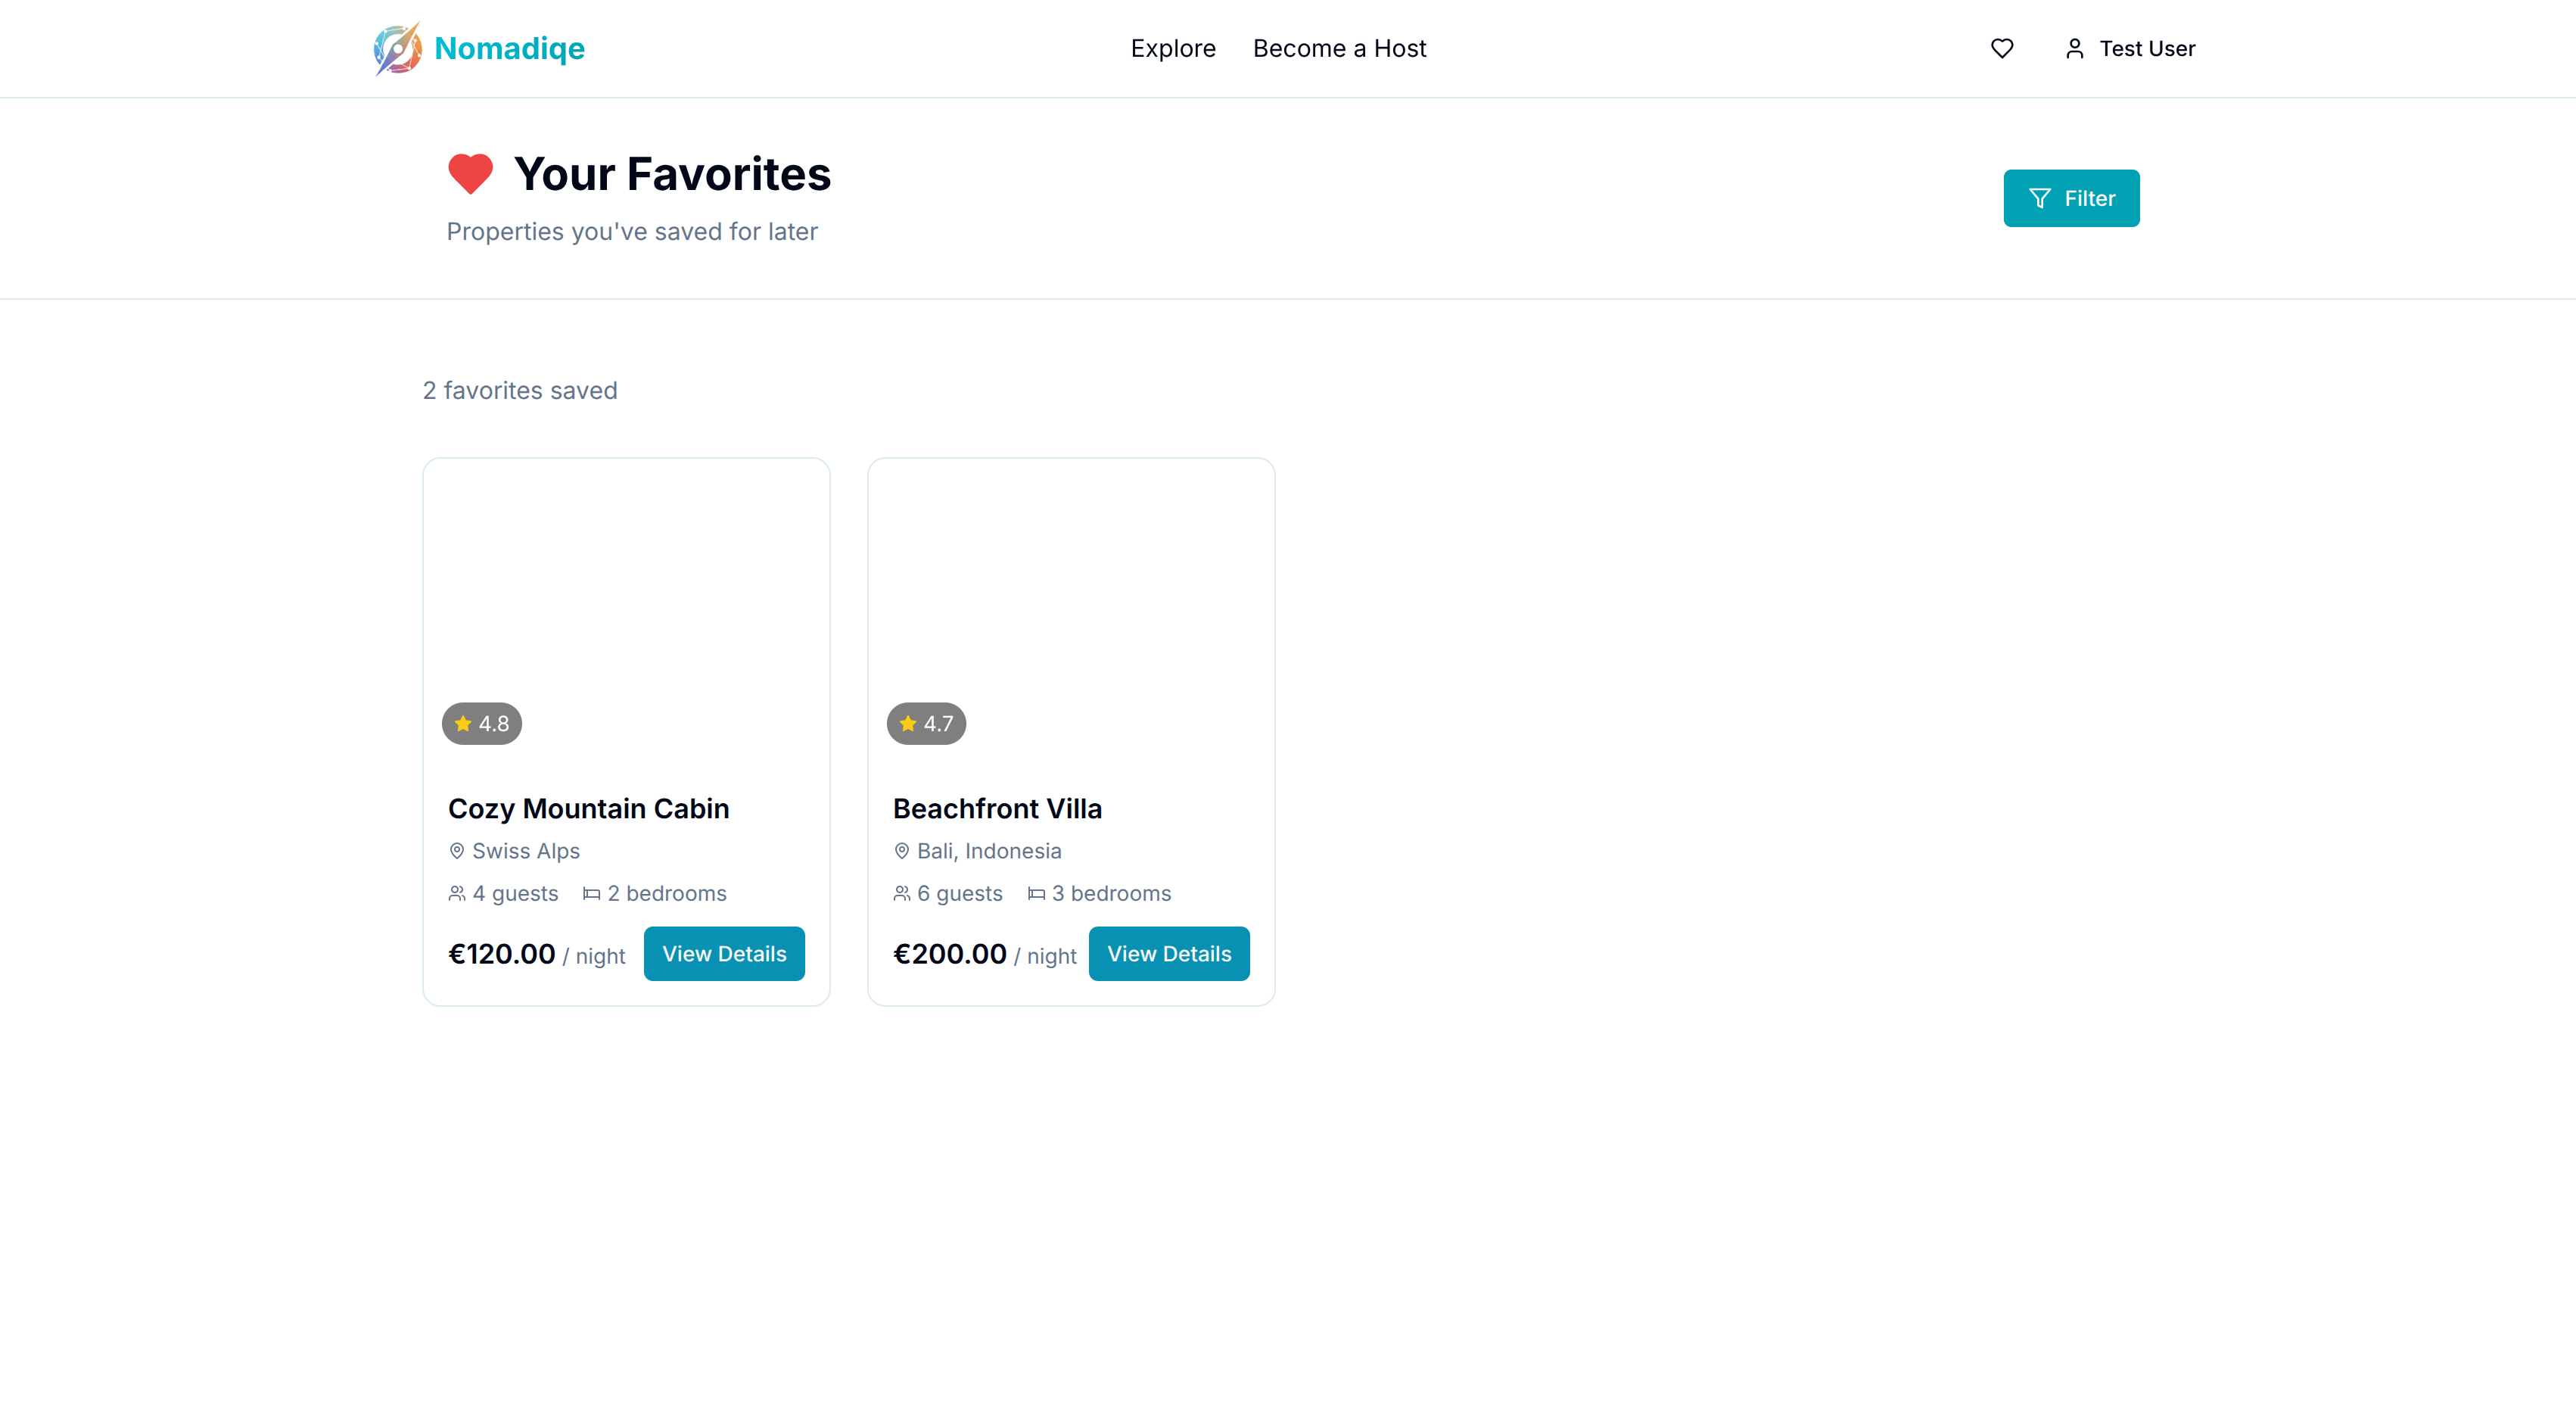 Nomadiqe
Explore
Become a Host
Test User
Your Favorites
Properties you've saved for later
Filter
2 favorites saved
4.8
Cozy Mountain Cabin
Swiss Alps
4 guests
2 bedrooms
€120.00 / night
View Details
4.7
Beachfront Villa
Bali, Indonesia
6 guests
3 bedrooms
€200.00 / night
View Details